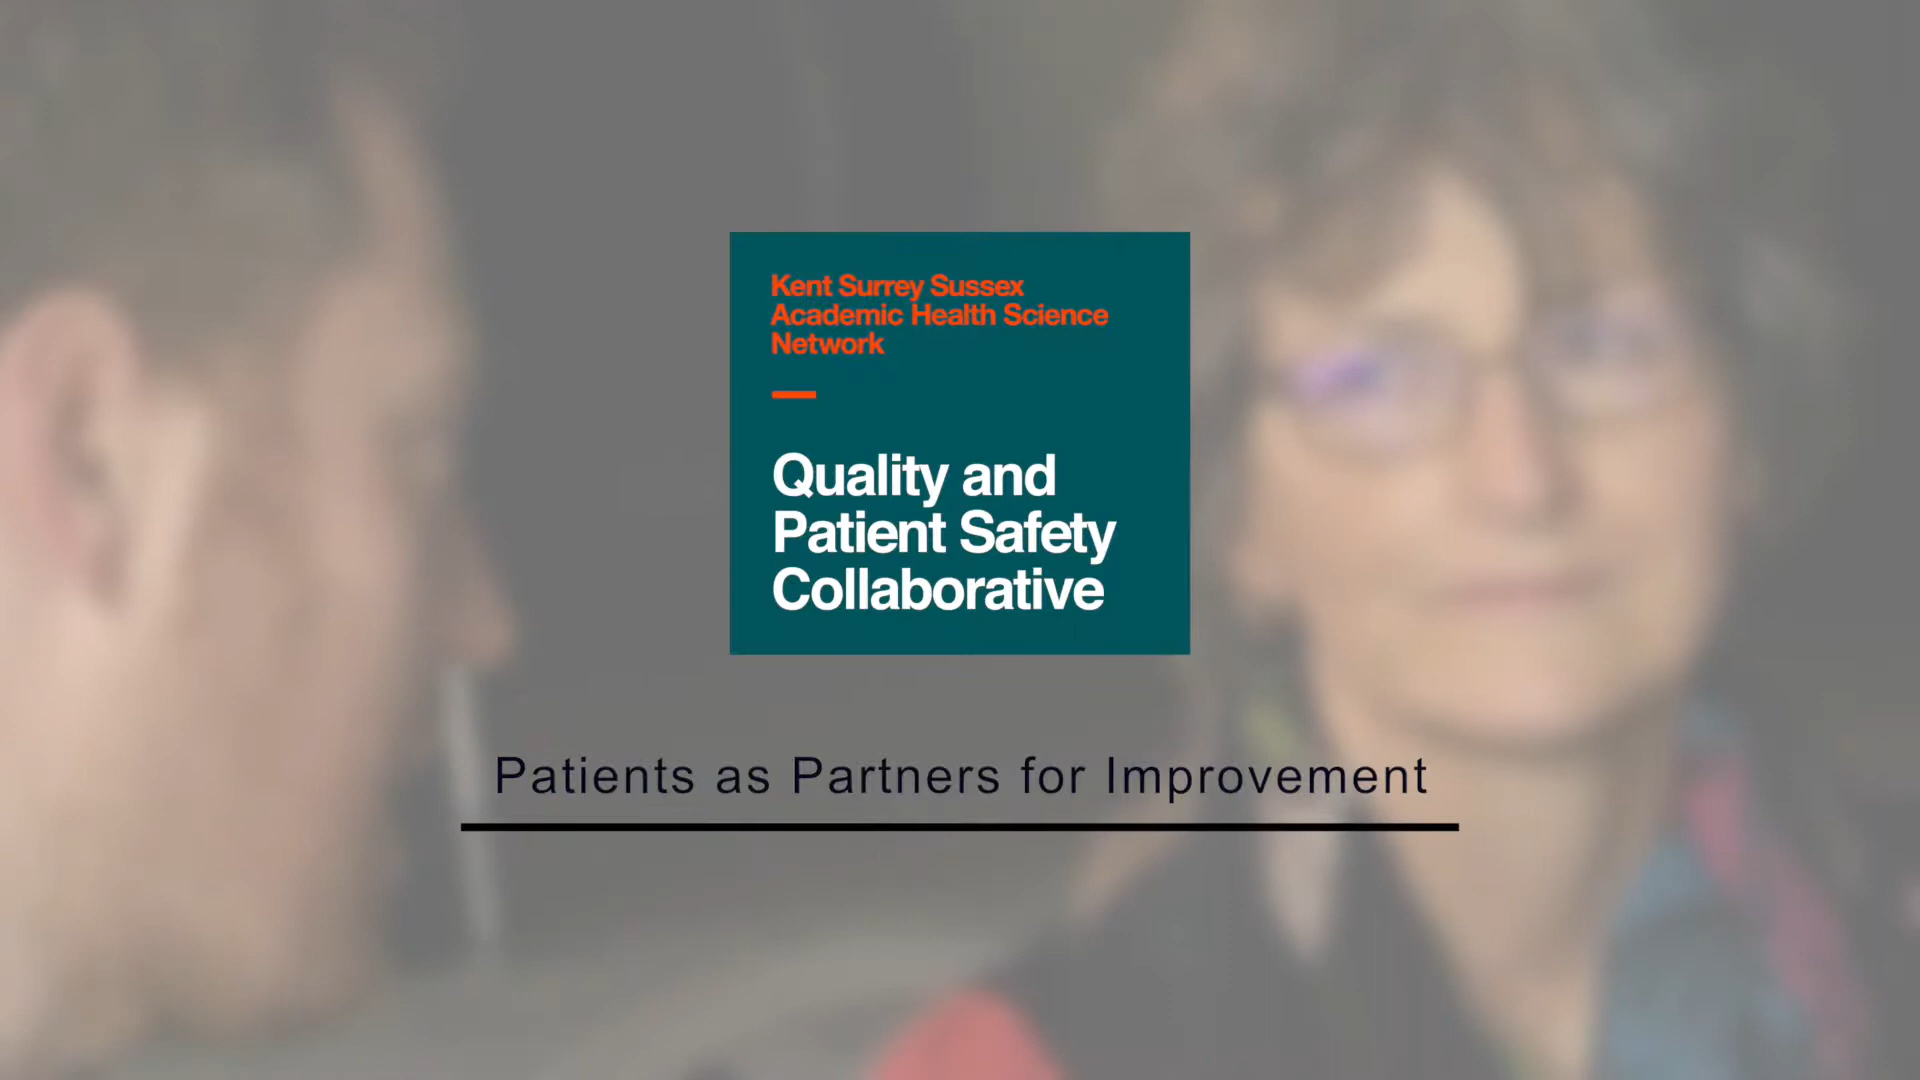 Kent Surrey Sussex
Academic Health Science
Network
Quality and
Patient Safety
Collaborative
Patients as Partners for Improvement